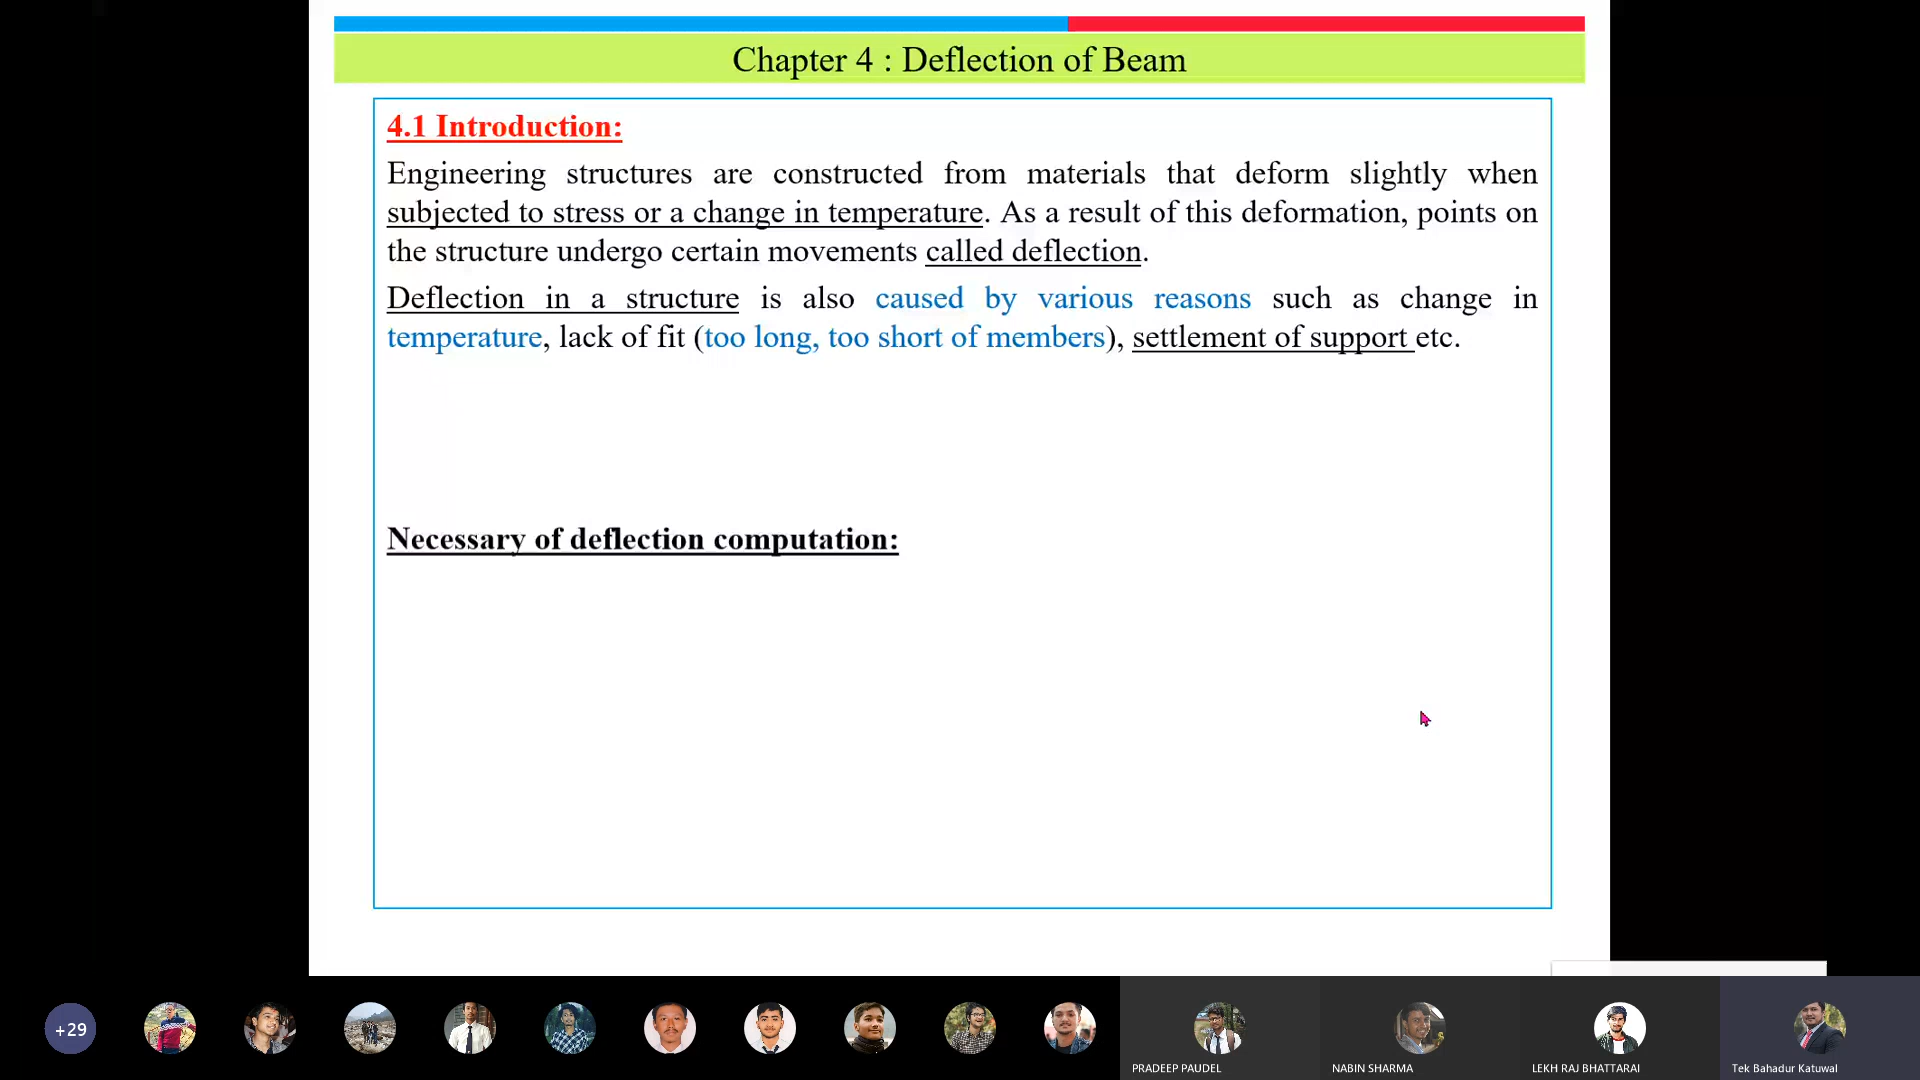 Chapter 4 : Deflection of Beam
4.1 Introduction:
Engineering structures are constructed from materials that deform slightly when
subjected to stress or a change in temperature. As a result of this deformation, points on
the structure undergo certain movements called deflection.
Deflection in a structure is also caused by various reasons such as change in
temperature, lack of fit (too long, too short of members), settlement of support etc.
Necessary of deflection computation:
+29
PRADEEP PAUDEL
NABIN SHARMA
LEKH RAJ BHATTARAI
Tek Bahadur Katuwal